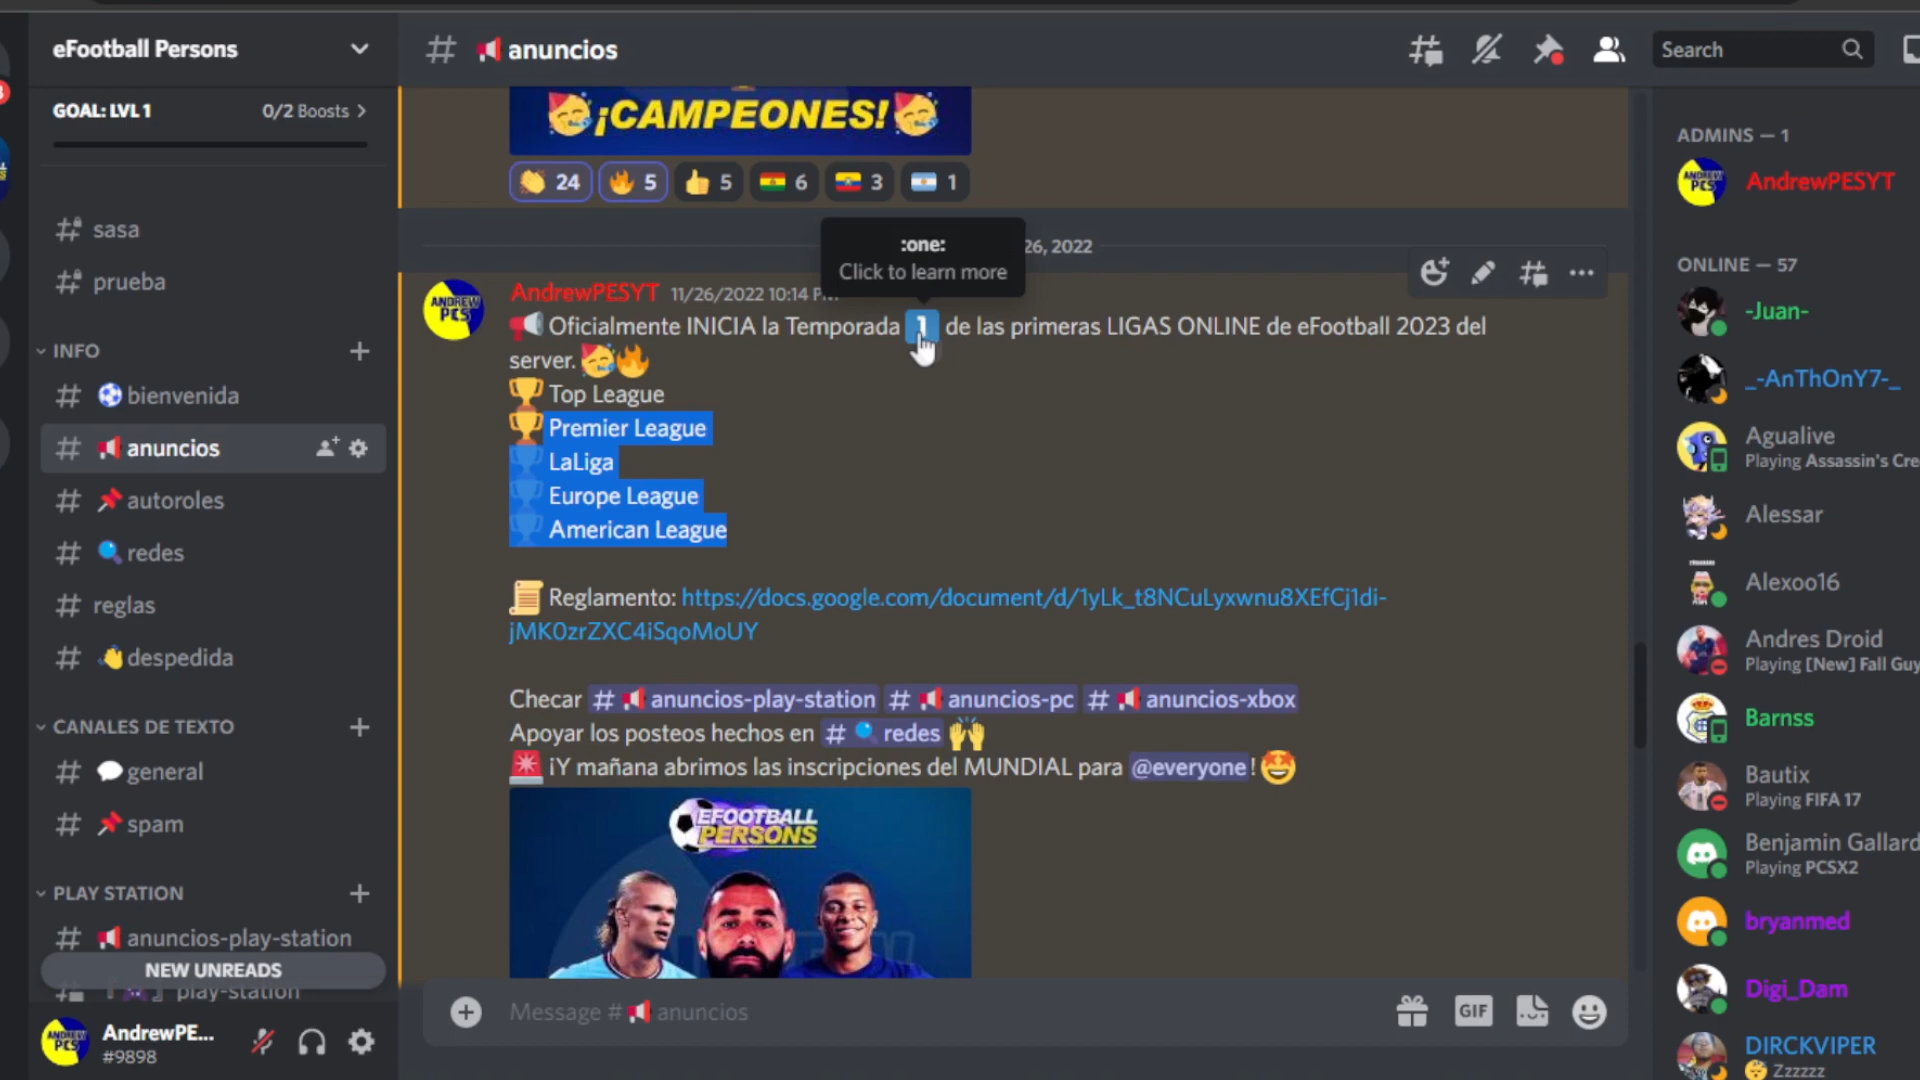 eFootball Persons
GOAL: LVL 1 0/2 Boosts
sasa
prueba
INFO
bienvenida
anuncios
autoroles
redes
reglas
despedida
CANALES DE TEXTO
general
spam
PLAY STATION
anuncios-play-station
NEW UNREADS
play-station
AndrewPE...
#9898
# anuncios
Search
¡CAMPEONES!
24 5 5 6 3 1
:one:
Click to learn more
26, 2022
AndrewPESYT 11/26/2022 10:14 P
Oficialmente INICIA la Temporada 1 de las primeras LIGAS ONLINE de eFootball 2023 del
server.
Top League
Premier League
LaLiga
Europe League
American League
Reglamento: https://docs.google.com/document/d/1yLk_t8NCuLyxwnu8XEfCj1di-
jMK0zrZXC4iSqoMoUY
Checar # anuncios-play-station # anuncios-pc # anuncios-xbox
Apoyar los posteos hechos en # redes
¡Y mañana abrimos las inscripciones del MUNDIAL para @everyone!
EFOOTBALL
PERSONS
Message # anuncios
GIF
ADMINS — 1
ANDREW
PCS
AndrewPESYT
ONLINE — 57
-Juan-
_-AnThOnY7-_
Agualive
Playing Assassin's Cre
Alessar
Alexoo16
Andres Droid
Playing [New] Fall Guy
Barnss
Bautix
Playing FIFA 17
Benjamin Gallard
Playing PCSX2
bryanmed
Digi_Dam
DIRCKVIPER
Zzzzzz